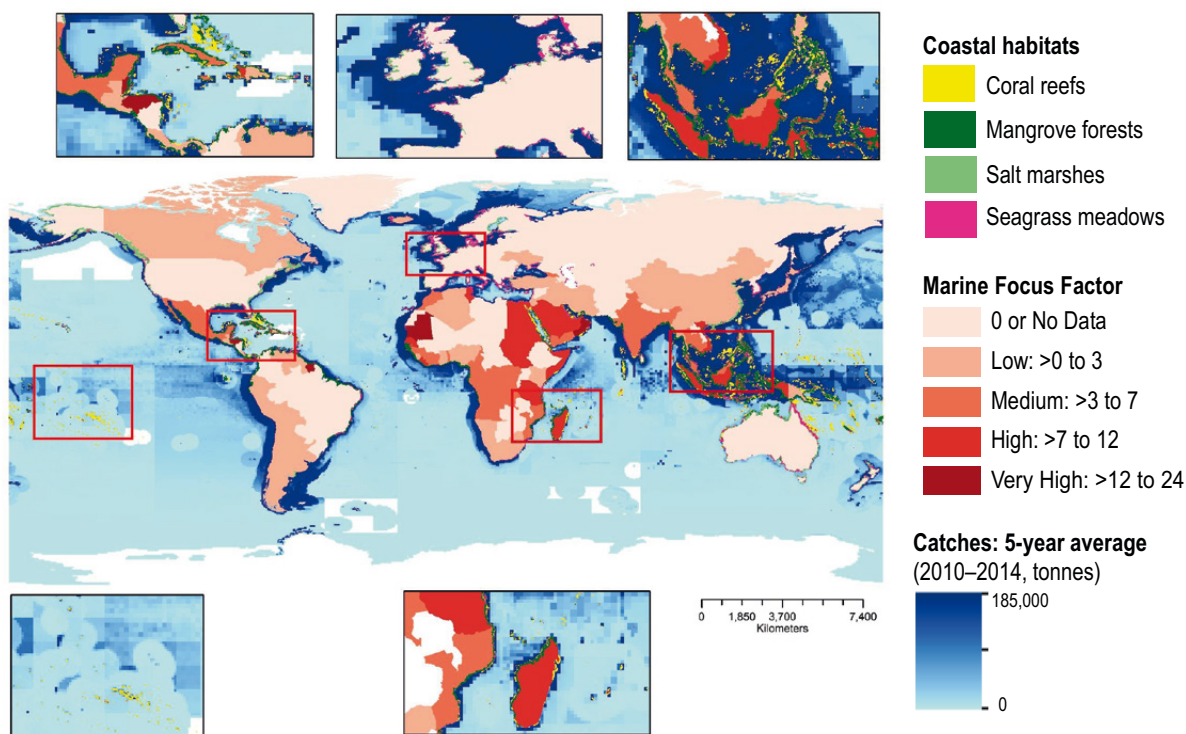 Coastal habitats
Coral reefs
Mangrove forests
Salt marshes
Seagrass meadows
Marine Focus Factor
0 or No Data
Low: >0 to 3
Medium: >3 to 7
High: >7 to 12
Very High: >12 to 24
Catches: 5-year average
(2010–2014, tonnes)
185,000
0
0 1,850 3,700 7,400
Kilometers